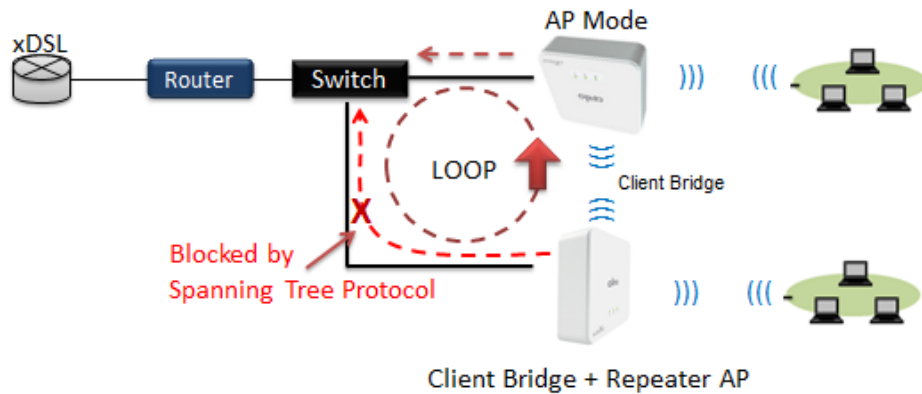 AP Mode
xDSL
Router
Switch
LOOP
Client Bridge
Blocked by
Spanning Tree Protocol
X
Client Bridge + Repeater AP